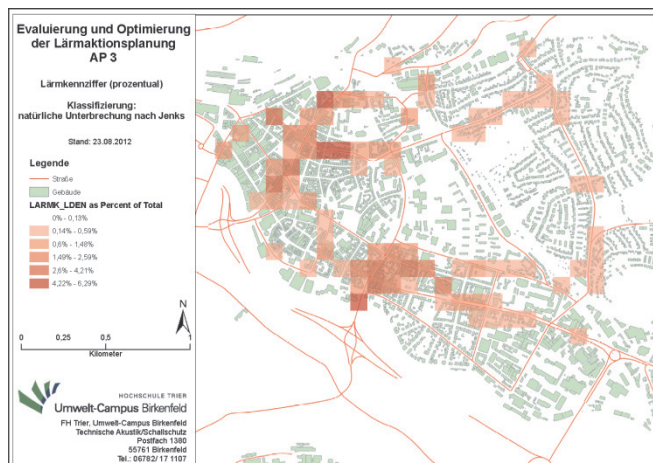 Evaluierung und Optimierung
der Lärmaktionsplanung
AP 3
Lärmkennziffer (prozentual)
Klassifizierung:
natürliche Unterbrechung nach Jenks
Stand: 23.08.2012
Legende
Straße
Gebäude
LARMK_LDEN as Percent of Total
0% - 0,13%
0,14% - 0,59%
0,6% - 1,48%
1,49% - 2,59%
2,6% - 4,21%
4,22% - 6,29%
N
0 0,25 0,5 1
Kilometer
HOCHSCHULE TRIER
Umwelt-Campus Birkenfeld
FH Trier, Umwelt-Campus Birkenfeld
Technische Akustik/Schallschutz
Postfach 1380
55761 Birkenfeld
Tel.: 06782/ 17 1107